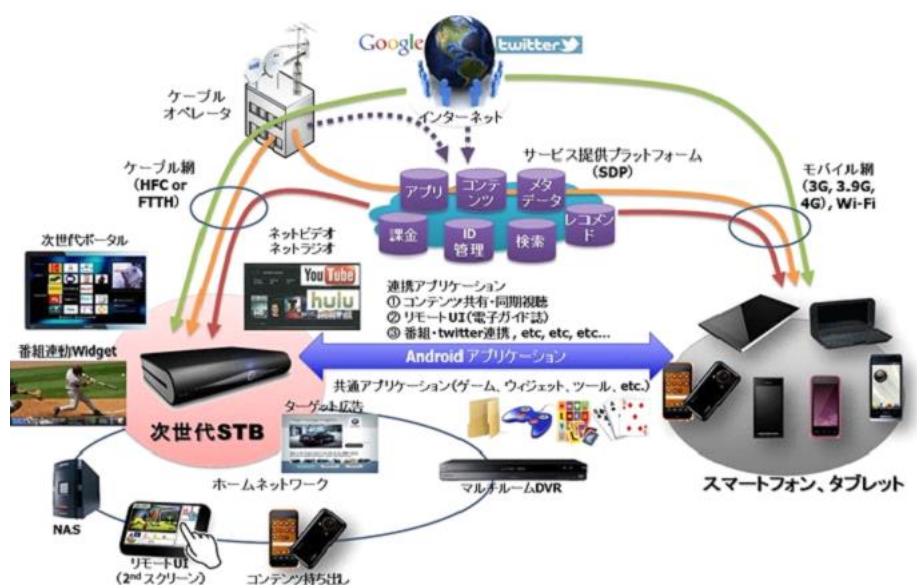 Google
twitter
ケーブル
オペレータ
インターネット
サービス提供プラットフォーム
(SDP)
ケーブル網
(HFC or
FTTH)
モバイル網
(3G, 3.9G,
4G), Wi-Fi
アプリ
コンテ
ンツ
メタ
データ
課金
ID
管理
検索
レコメ
ンド
次世代ポータル
ネットビデオ
ネットラジオ
YouTube
hulu
連携アプリケーション
① コンテンツ共有・同期視聴
② リモートUI(電子ガイド誌)
③ 番組・twitter連携 , etc, etc, etc...
番組連動Widget
Android アプリケーション
共通アプリケーション(ゲーム、ウィジェット、ツール、etc.)
次世代STB
ターゲット広告
ホームネットワーク
マルチルームDVR
スマートフォン、タブレット
NAS
リモートUI
(2nd スクリーン)
コンテンツ持ち出し